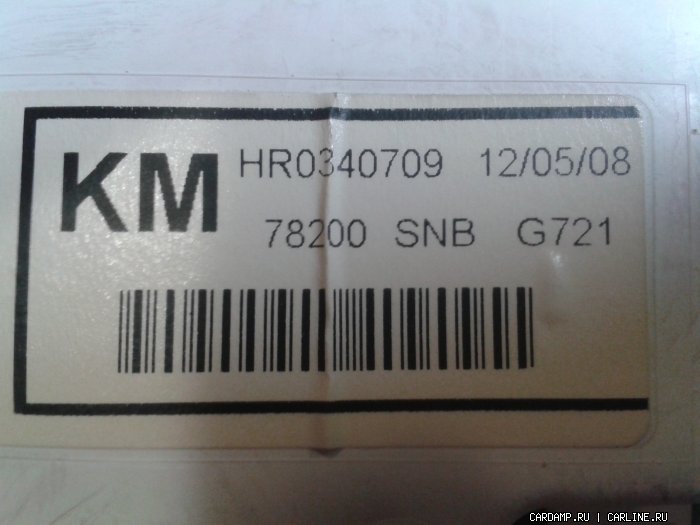 KM HR0340709 12/05/08
78200 SNB G721
CARDAMP.RU | CARLINE.RU